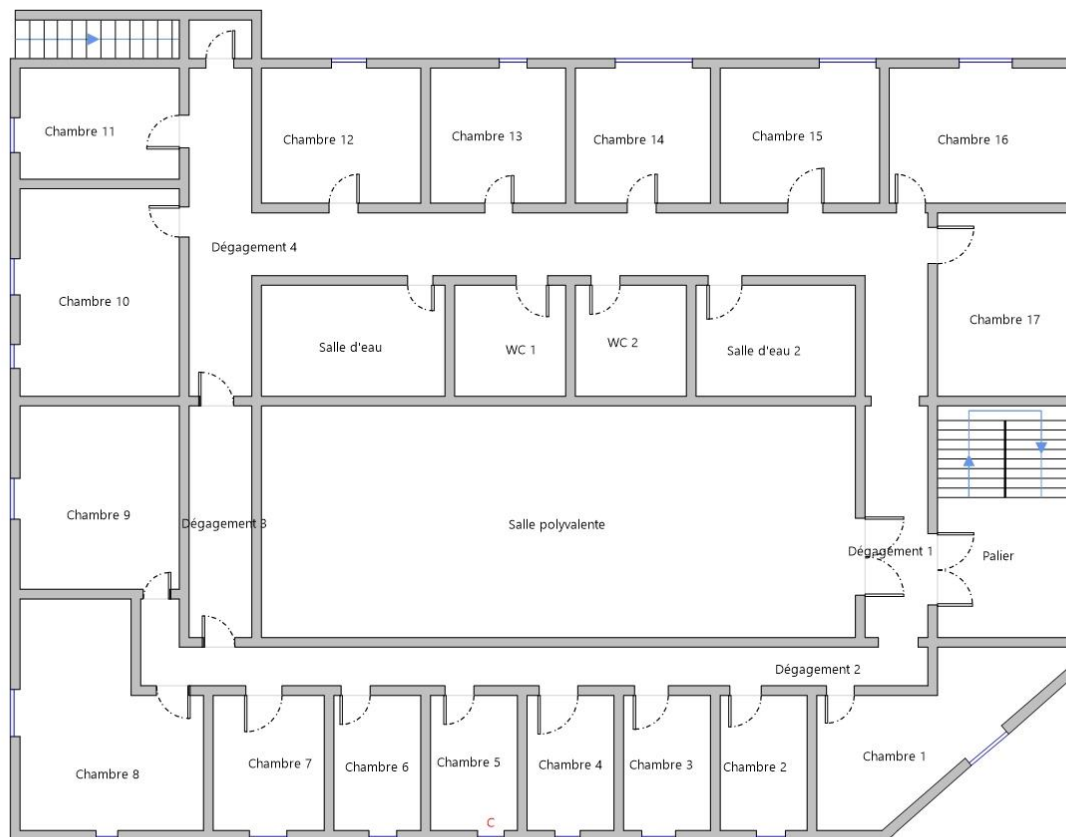 Chambre 11
Chambre 12
Chambre 13
Chambre 14
Chambre 15
Chambre 16
Dégagement 4
Chambre 10
Chambre 17
Salle d'eau
WC 1
WC 2
Salle d'eau 2
Chambre 9
Dégagement 3
Salle polyvalente
Dégagement 1
Palier
Dégagement 2
Chambre 8
Chambre 7
Chambre 6
Chambre 5
Chambre 4
Chambre 3
Chambre 2
Chambre 1
C